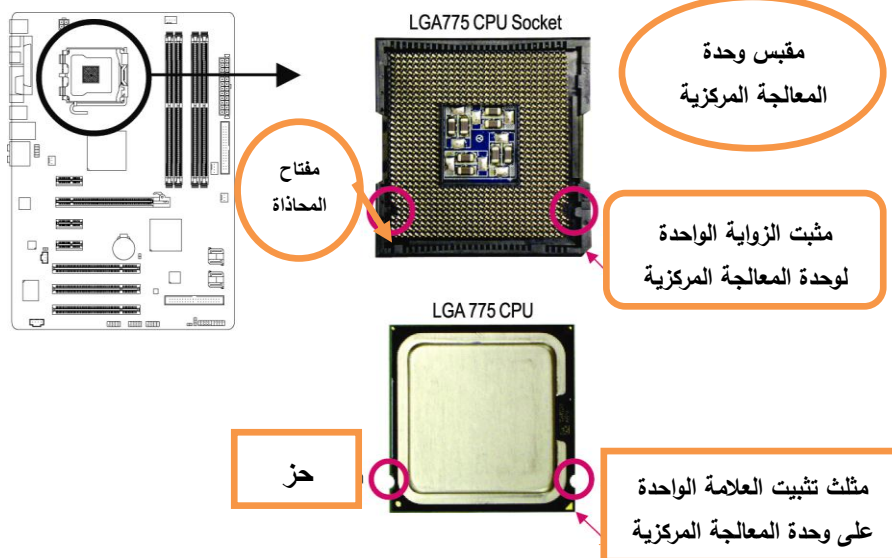 LGA775 CPU Socket
مقبس وحدة
المعالجة المركزية
مفتاح
المحاذاة
مثبت الزواية الواحدة
لوحدة المعالجة المركزية
LGA 775 CPU
حز
مثلث تثبيت العلامة الواحدة
على وحدة المعالجة المركزية